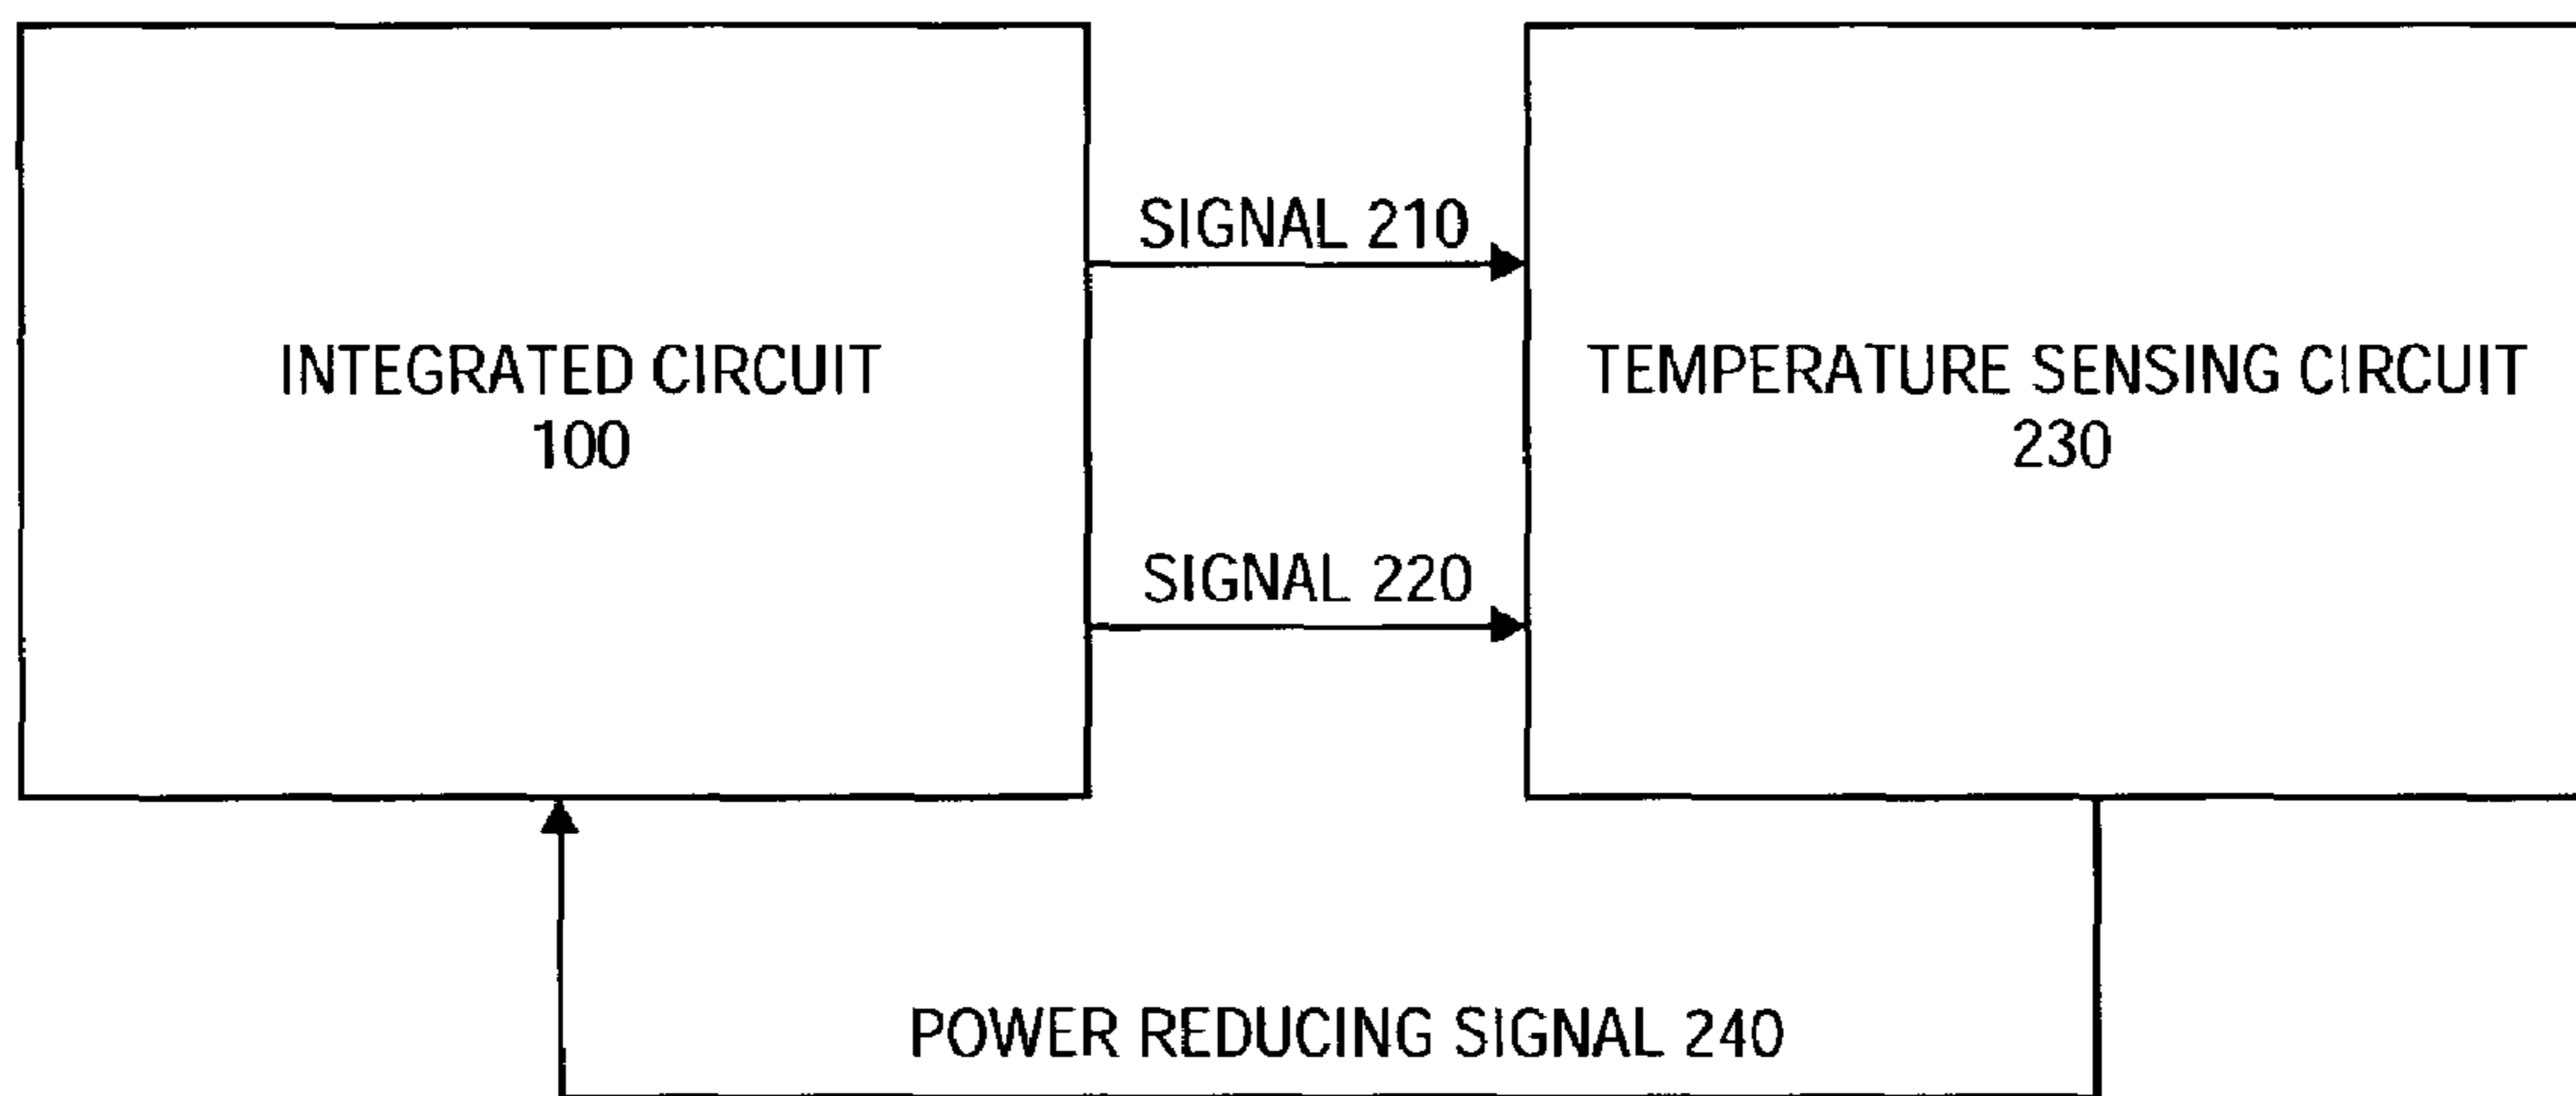 SIGNAL 210
INTEGRATED CIRCUIT
100
TEMPERATURE SENSING CIRCUIT
230
SIGNAL 220
POWER REDUCING SIGNAL 240